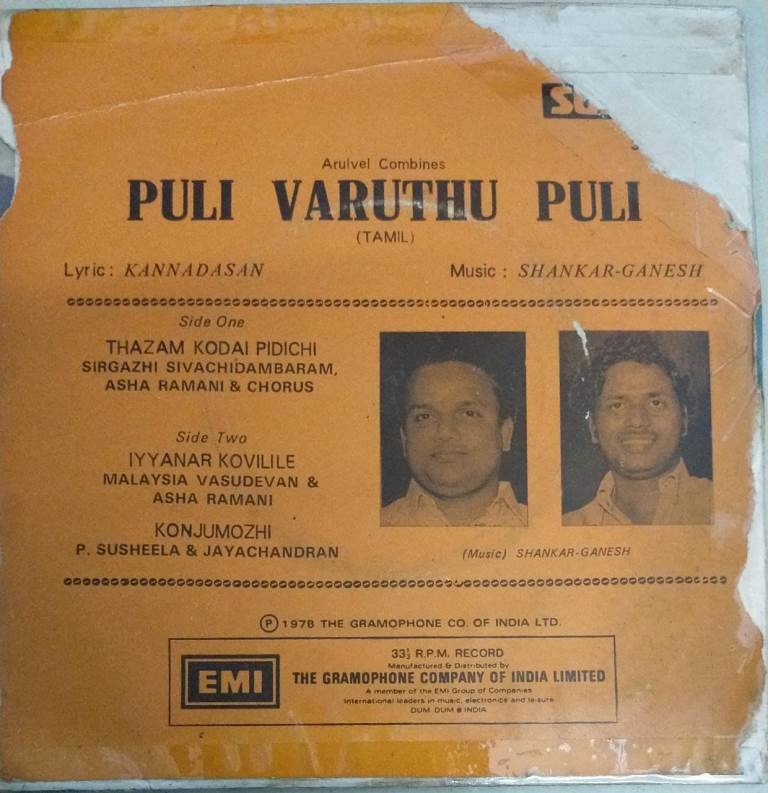 Arulvel Combines
PULI VARUTHU PULI
(TAMIL)
Lyric: KANNADASAN
Music : SHANKAR-GANESH
Side One
THAZAM KODAI PIDICHI
SIRGAZHI SIVACHIDAMBARAM,
ASHA RAMANI & CHORUS
Side Two
IYYANAR KOVILILE
MALAYSIA VASUDEVAN &
ASHA RAMANI
KONJUMOZHI
P. SUSHEELA & JAYACHANDRAN
(Music) SHANKAR-GANESH
Ⓟ 1978 THE GRAMOPHONE CO. OF INDIA LTD.
EMI
33⅓ R.P.M. RECORD
Manufactured & Distributed by
THE GRAMOPHONE COMPANY OF INDIA LIMITED
A member of the EMI Group of Companies
International leaders in music, electronics and leisure
DUM DUM INDIA